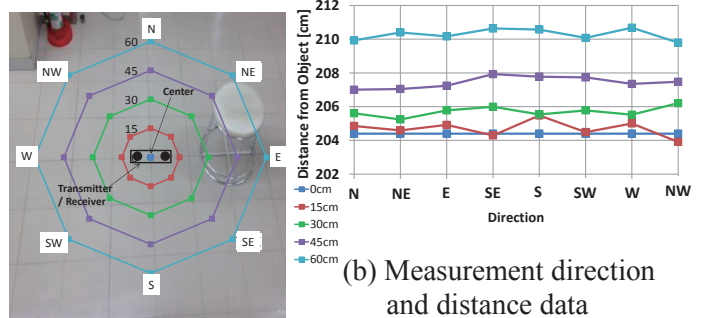 N
60
NW
45
NE
Center
30
15
W
E
Transmitter
/ Receiver
SW
SE
S
Distance from Object [cm]
212
210
208
206
204
202
N NE E SE S SW W NW
Direction
0cm
15cm
30cm
45cm
60cm
(b) Measurement direction
and distance data